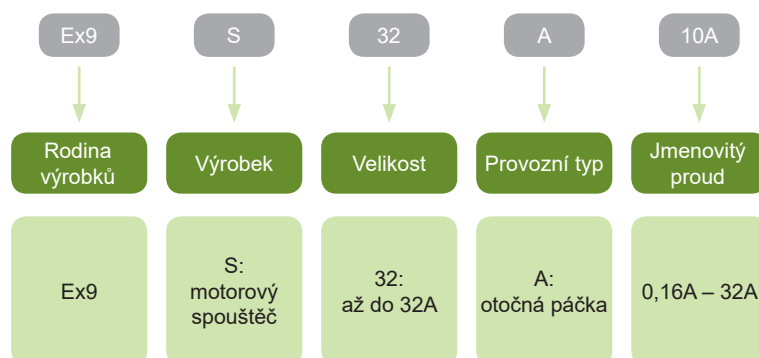 Ex9 S 32 A 10A
Rodina výrobků
Výrobek
Velikost
Provozní typ
Jmenovitý proud
Ex9
S:
motorový
spouštěč
32:
až do 32A
A:
otočná páčka
0,16A – 32A